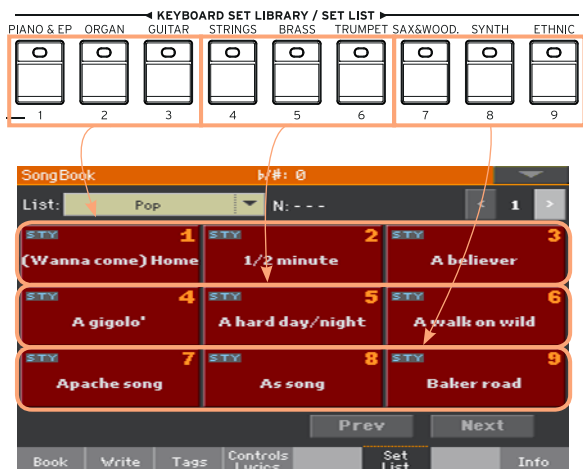 KEYBOARD SET LIBRARY / SET LIST
PIANO & EP ORGAN GUITAR STRINGS BRASS TRUMPET SAX&WOOD. SYNTH ETHNIC
1 2 3 4 5 6 7 8 9
SongBook b/#: 0
List: Pop N:--- < 1 >
STY 1 STY 2 STY 3
(Wanna come) Home 1/2 minute A believer
STY 4 STY 5 STY 6
A gigolo' A hard day/night A walk on wild
STY 7 STY 8 STY 9
Apache song As song Baker road
Prev Next
Book Write Tags Controls Lyrics Set List Info